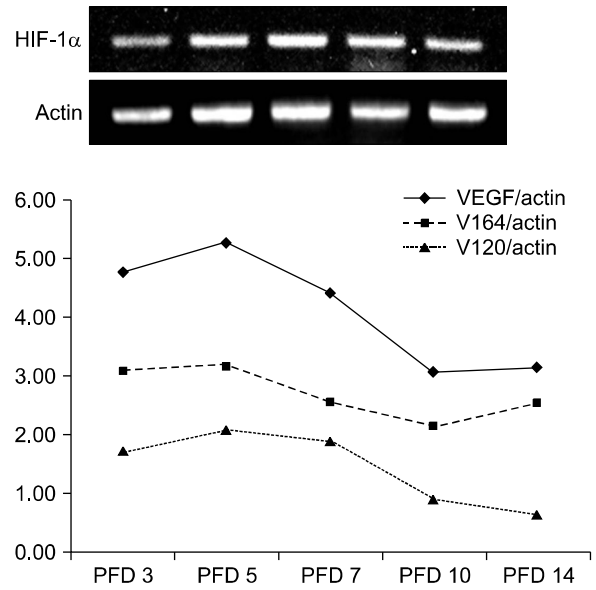 HIF-1α
Actin
6.00
5.00
4.00
3.00
2.00
1.00
0.00
VEGF/actin
V164/actin
V120/actin
PFD 3 PFD 5 PFD 7 PFD 10 PFD 14